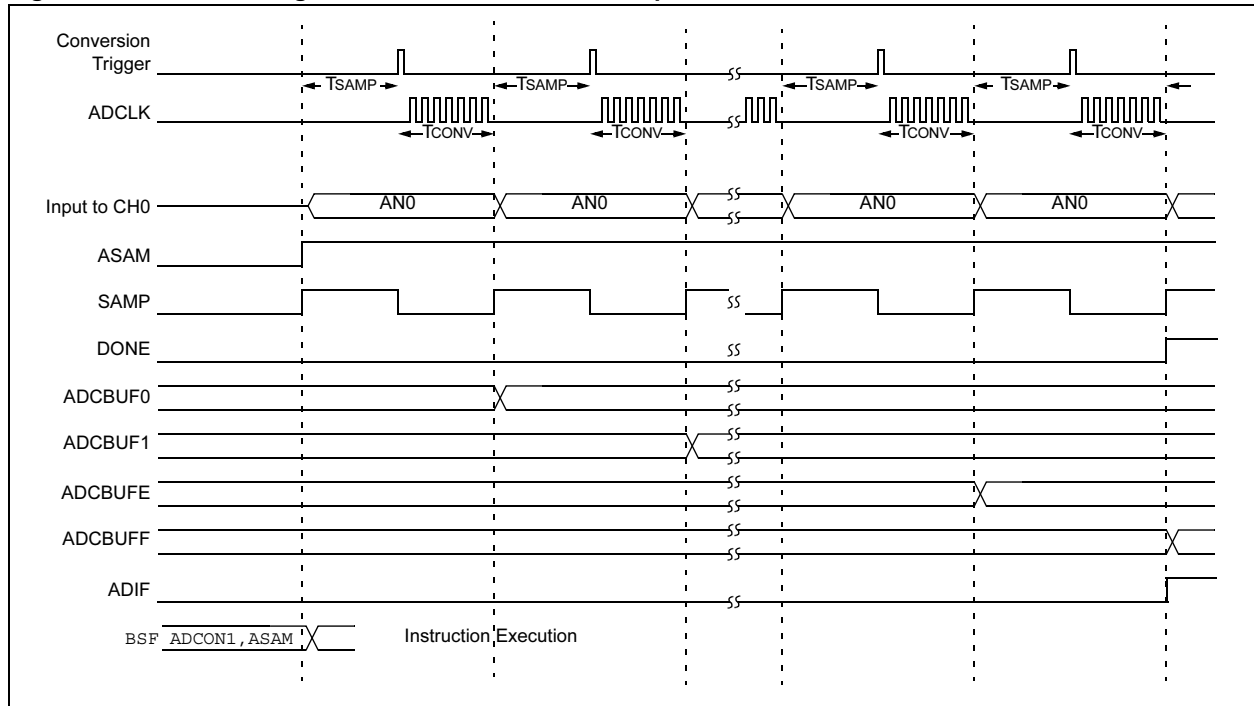 Conversion
Trigger
TSAMP TSAMP TSAMP TSAMP
ADCLK
TCONV TCONV TCONV TCONV
Input to CH0 AN0 AN0 AN0 AN0
ASAM
SAMP
DONE
ADCBUF0
ADCBUF1
ADCBUFE
ADCBUFF
ADIF
BSF ADCON1,ASAM Instruction Execution